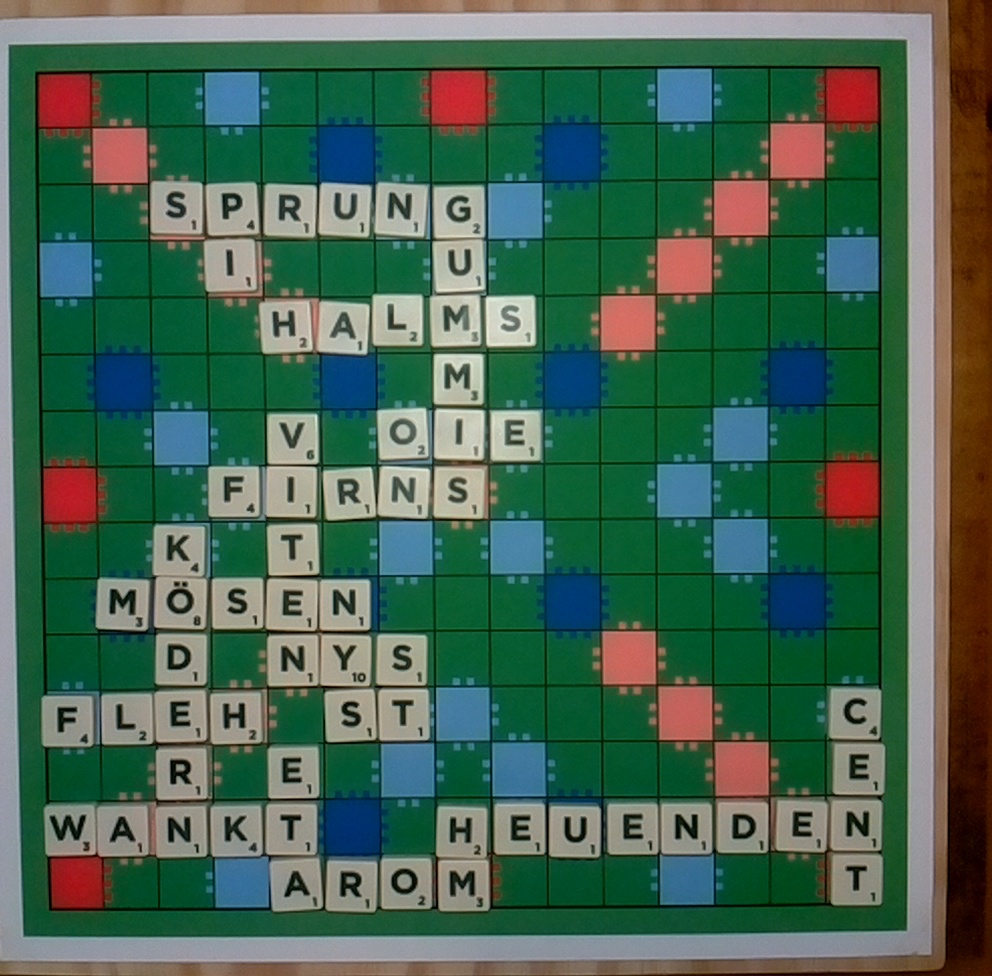 SPRUNG
I U
HALMS
M
V OIE
FIRNS
K T
MÖSEN
D NYS
FLEH ST C
R E E
WANKT HEUENDEN
AROM T